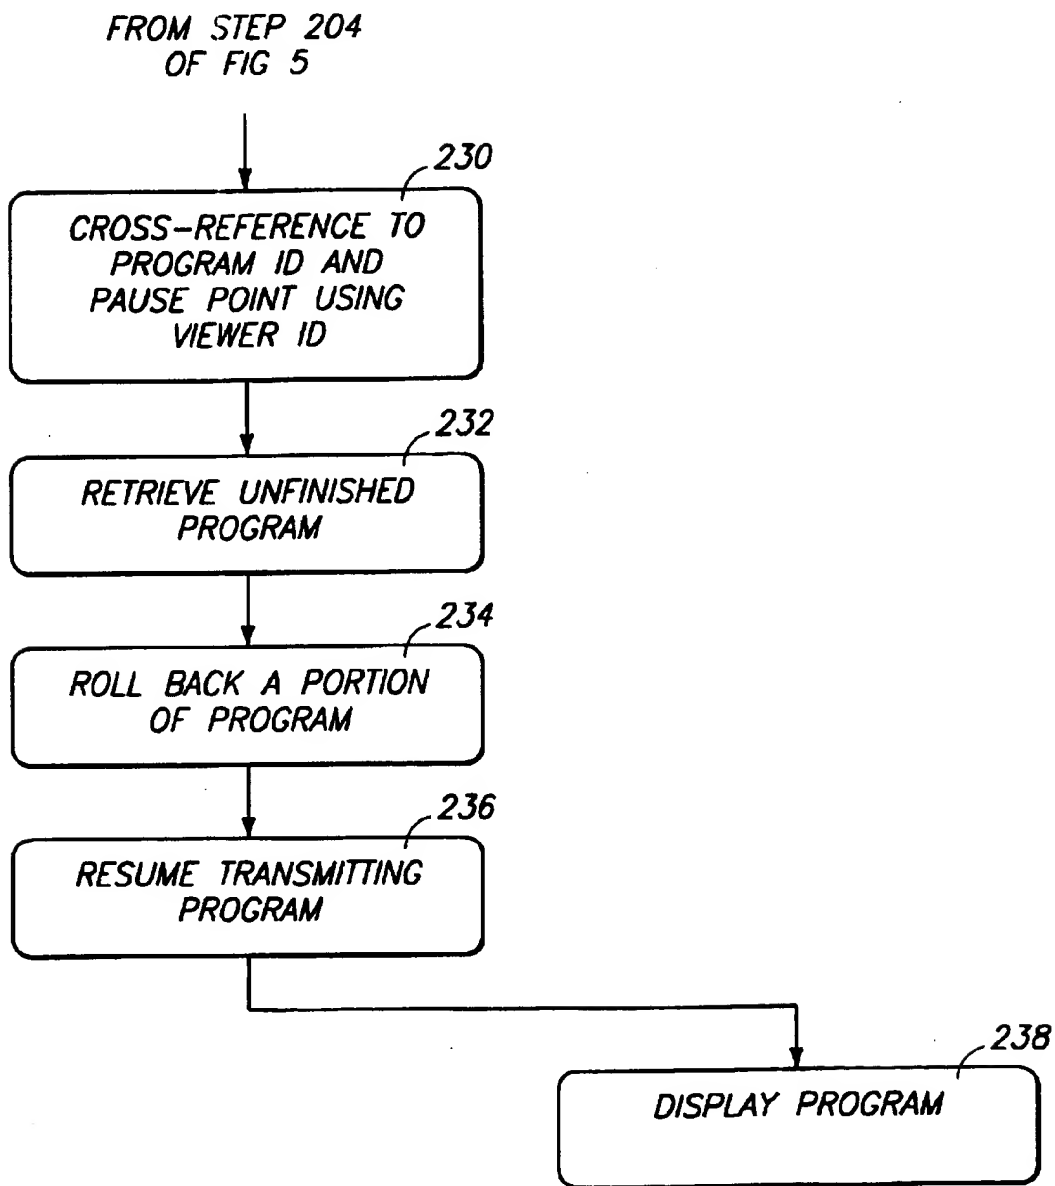 FROM STEP 204
OF FIG 5
230
CROSS-REFERENCE TO
PROGRAM ID AND
PAUSE POINT USING
VIEWER ID
232
RETRIEVE UNFINISHED
PROGRAM
234
ROLL BACK A PORTION
OF PROGRAM
236
RESUME TRANSMITTING
PROGRAM
238
DISPLAY PROGRAM